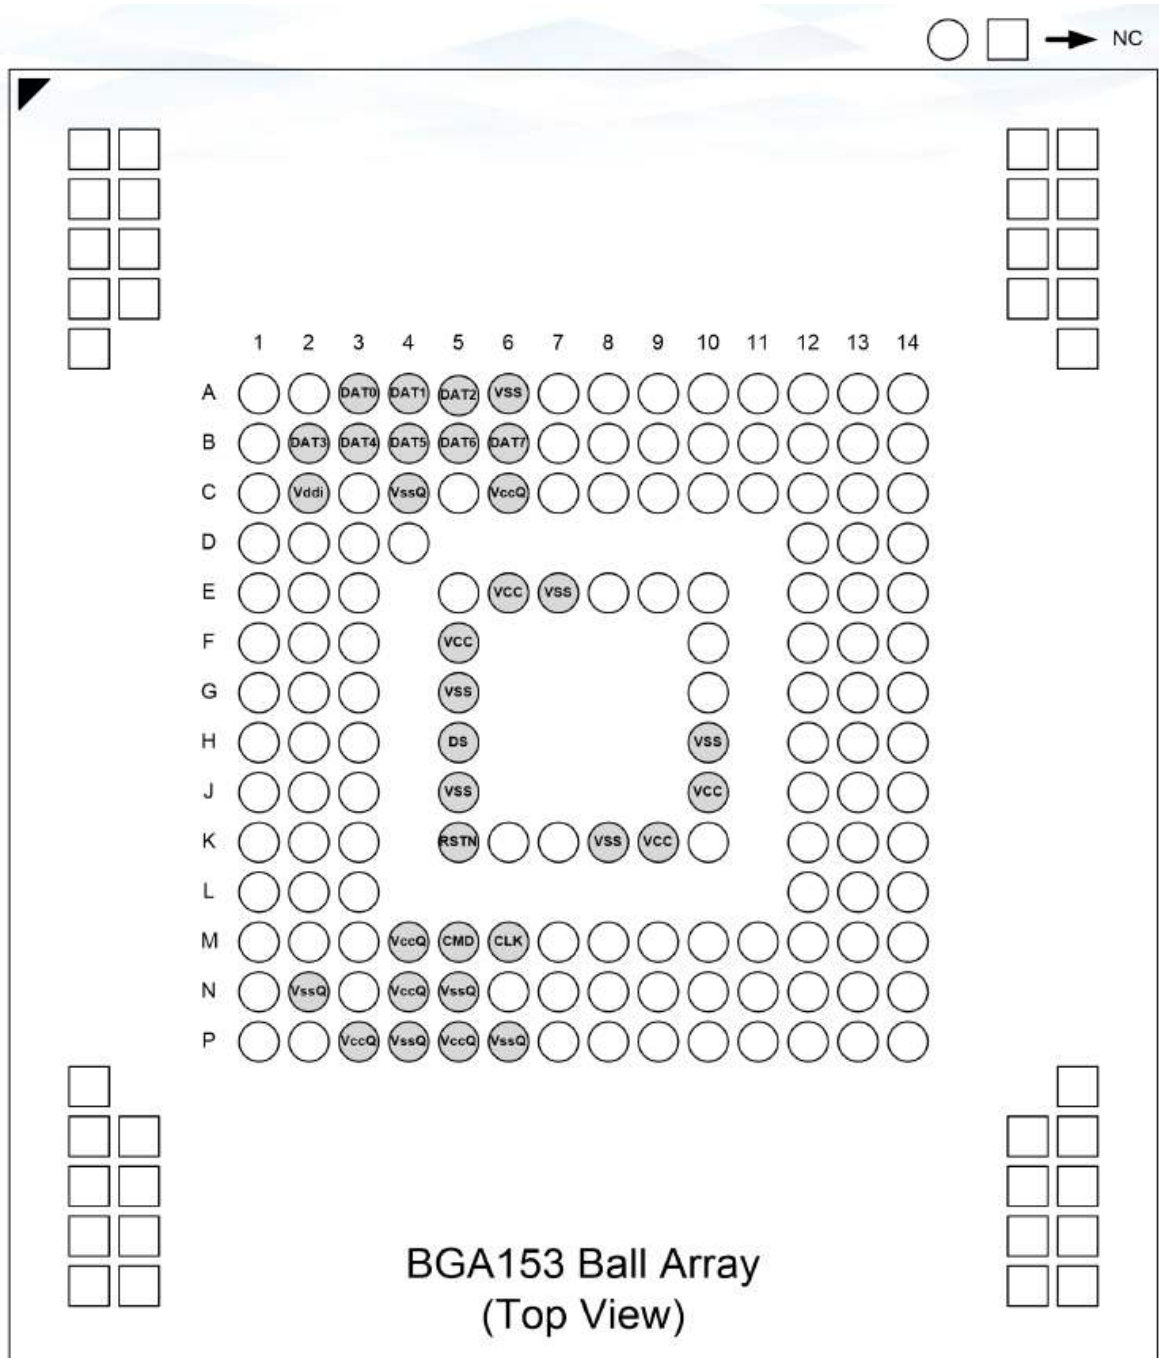 NC
1 2 3 4 5 6 7 8 9 10 11 12 13 14
A DAT0 DAT1 DAT2 VSS
B DAT3 DAT4 DAT5 DAT6 DAT7
C Vddi VssQ VccQ
D
E VCC VSS
F VCC
G VSS
H DS VSS
J VSS VCC
K RSTN VSS VCC
L
M VccQ CMD CLK
N VssQ VccQ VssQ
P VccQ VssQ VccQ VssQ
BGA153 Ball Array
(Top View)